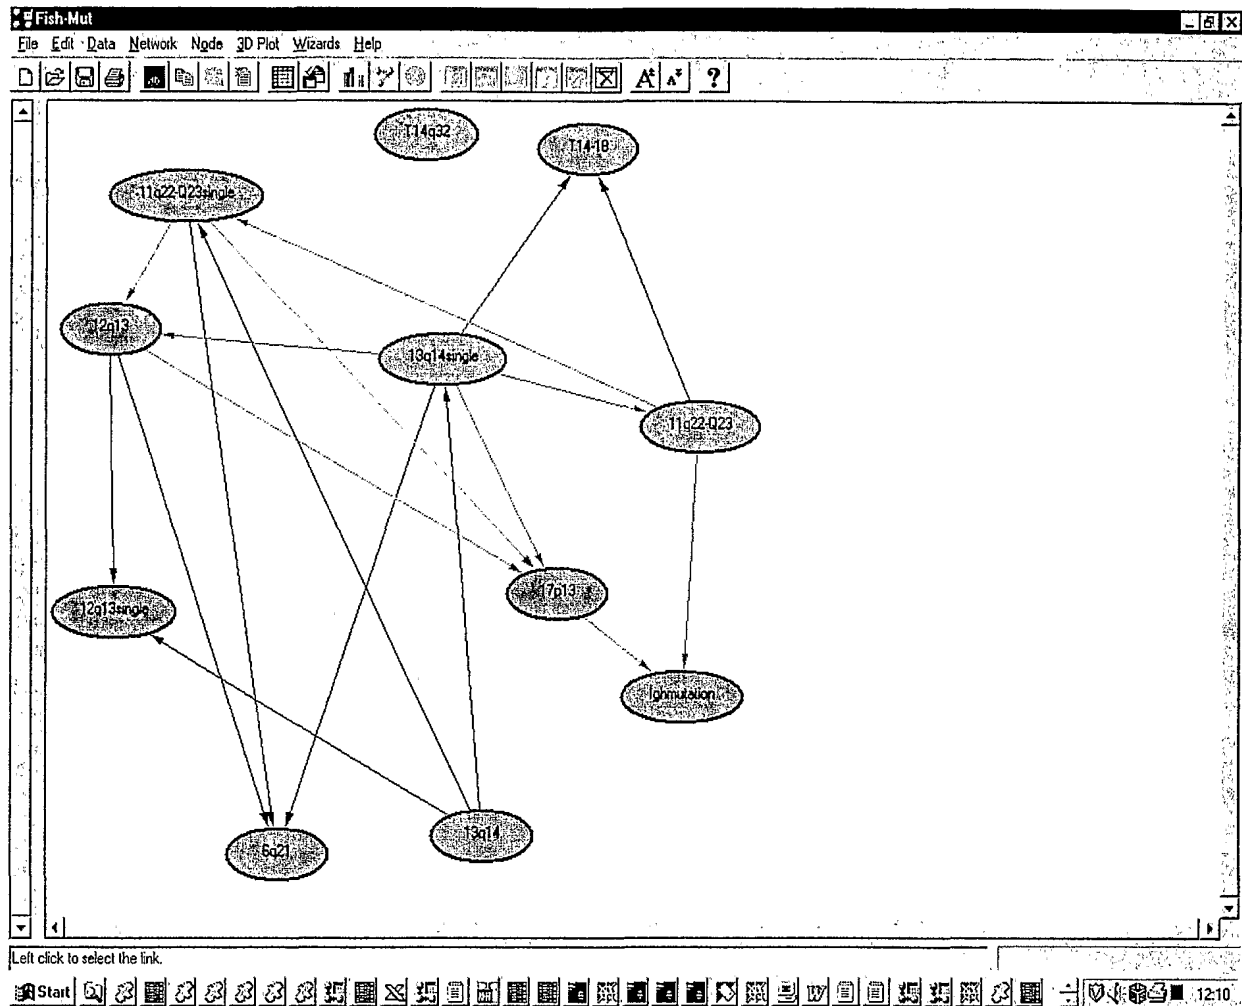 Fish-Mut
File Edit Data Network Node 3D Plot Wizards Help
T14q32
T14-18
-11q22-Q23single
12q13
13q14single
11q22-Q23
17p13
12q13single
Ighmutation
13q14
6q21
Left click to select the link.
Start
12:10